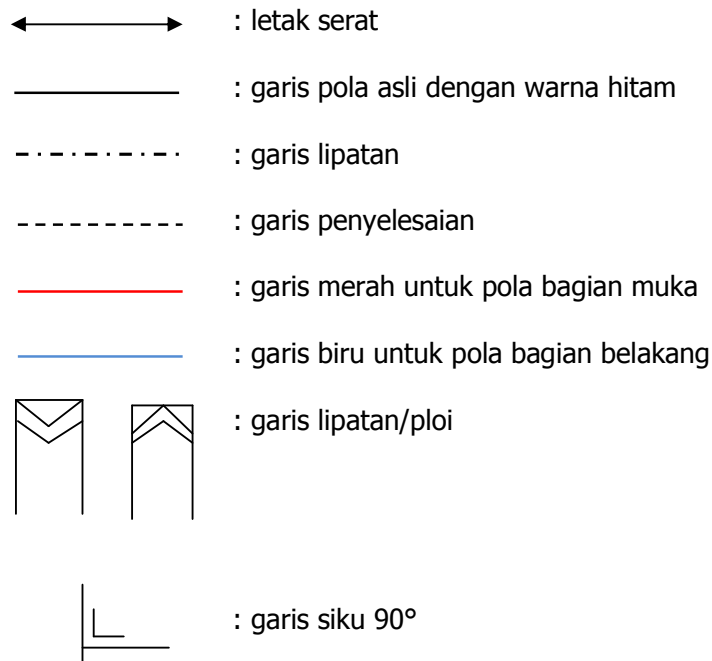 : letak serat
: garis pola asli dengan warna hitam
: garis lipatan
: garis penyelesaian
: garis merah untuk pola bagian muka
: garis biru untuk pola bagian belakang
: garis lipatan/ploi
: garis siku 90°